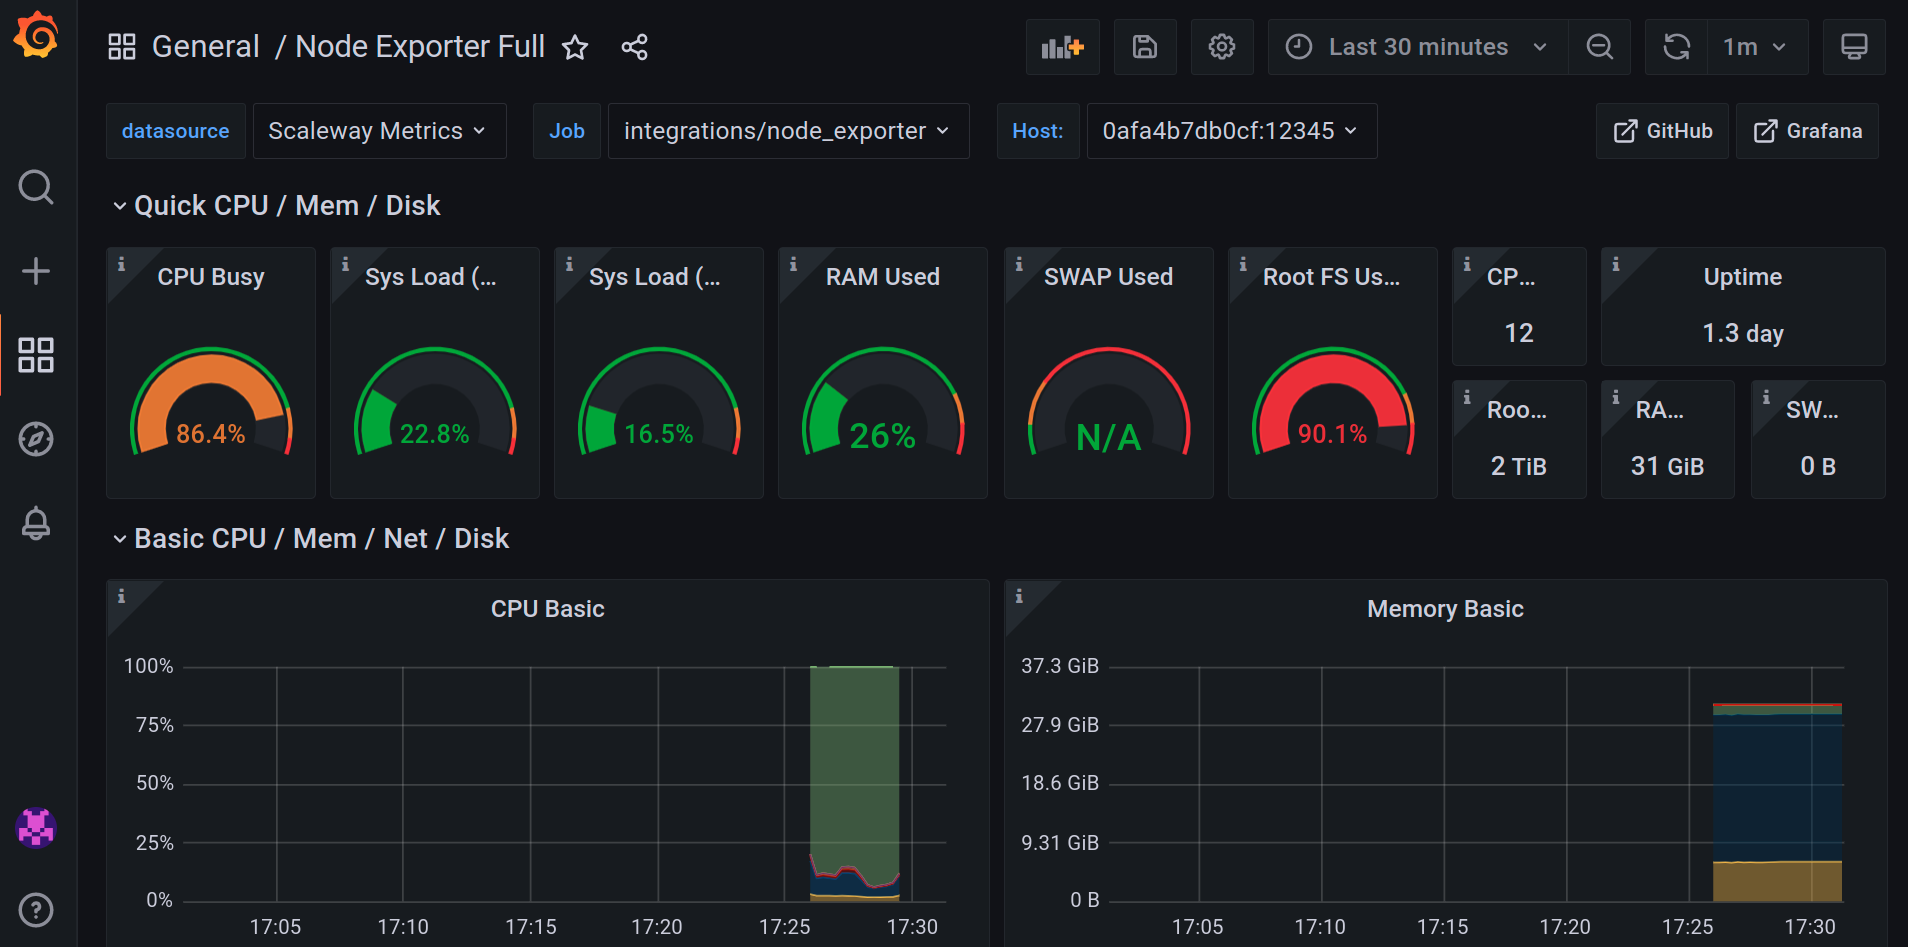 General / Node Exporter Full
Last 30 minutes
1m
datasource Scaleway Metrics Job integrations/node_exporter Host: 0afa4b7db0cf:12345 GitHub Grafana
Quick CPU / Mem / Disk
CPU Busy
86.4%
Sys Load (...
22.8%
Sys Load (...
16.5%
RAM Used
26%
SWAP Used
N/A
Root FS Us...
90.1%
CP...
12
Uptime
1.3 day
Roo...
2 TiB
RA...
31 GiB
SW...
0 B
Basic CPU / Mem / Net / Disk
CPU Basic
100%
75%
50%
25%
0%
17:05 17:10 17:15 17:20 17:25 17:30
Memory Basic
37.3 GiB
27.9 GiB
18.6 GiB
9.31 GiB
0 B
17:05 17:10 17:15 17:20 17:25 17:30